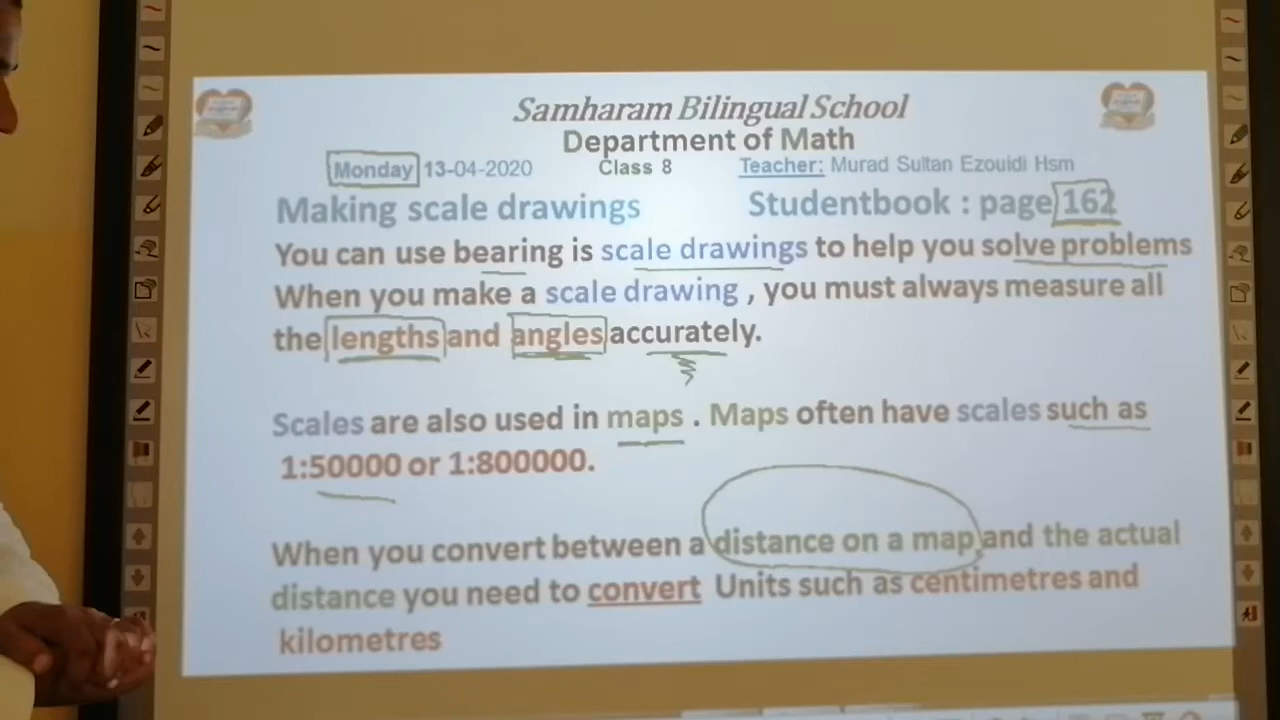 Samharam Bilingual School
Department of Math
Monday 13-04-2020 Class 8 Teacher: Murad Sultan Ezouidi Hsm
Making scale drawings Studentbook : page 162
You can use bearing is scale drawings to help you solve problems
When you make a scale drawing , you must always measure all
the lengths and angles accurately.
Scales are also used in maps . Maps often have scales such as
1:50000 or 1:800000.
When you convert between a distance on a map,and the actual
distance you need to convert Units such as centimetres and
kilometres